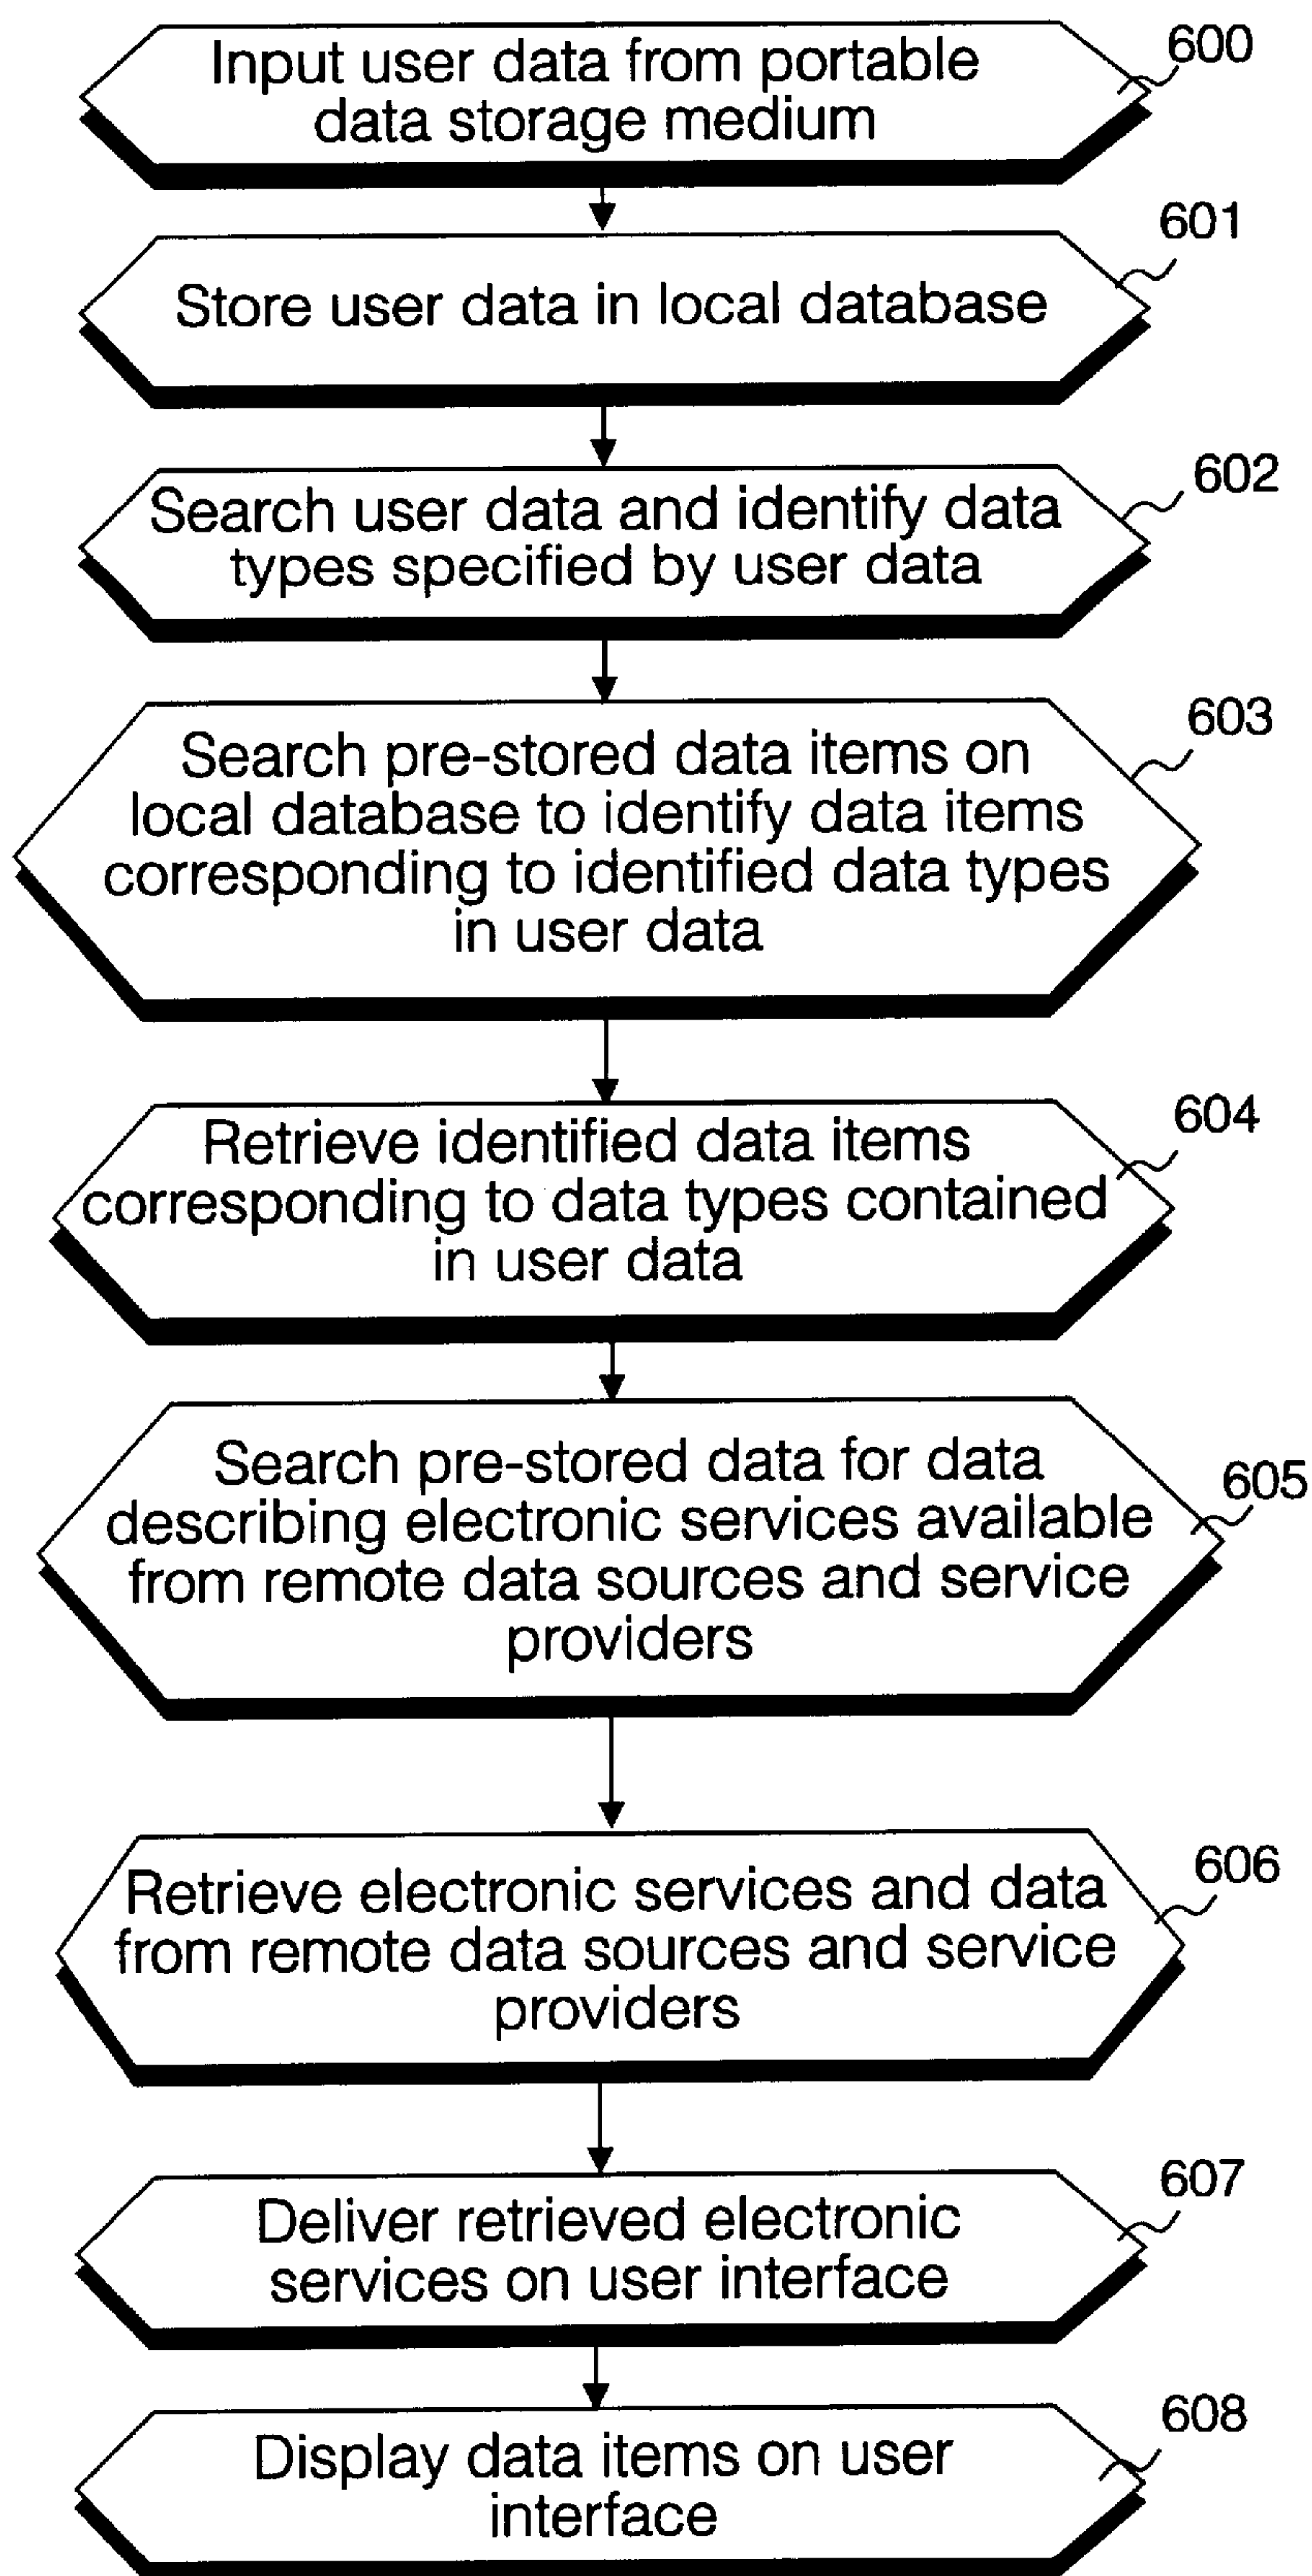 Input user data from portable
data storage medium
600
Store user data in local database
601
Search user data and identify data
types specified by user data
602
Search pre-stored data items on
local database to identify data items
corresponding to identified data types
in user data
603
Retrieve identified data items
corresponding to data types contained
in user data
604
Search pre-stored data for data
describing electronic services available
from remote data sources and service
providers
605
Retrieve electronic services and data
from remote data sources and service
providers
606
Deliver retrieved electronic
services on user interface
607
Display data items on user
interface
608